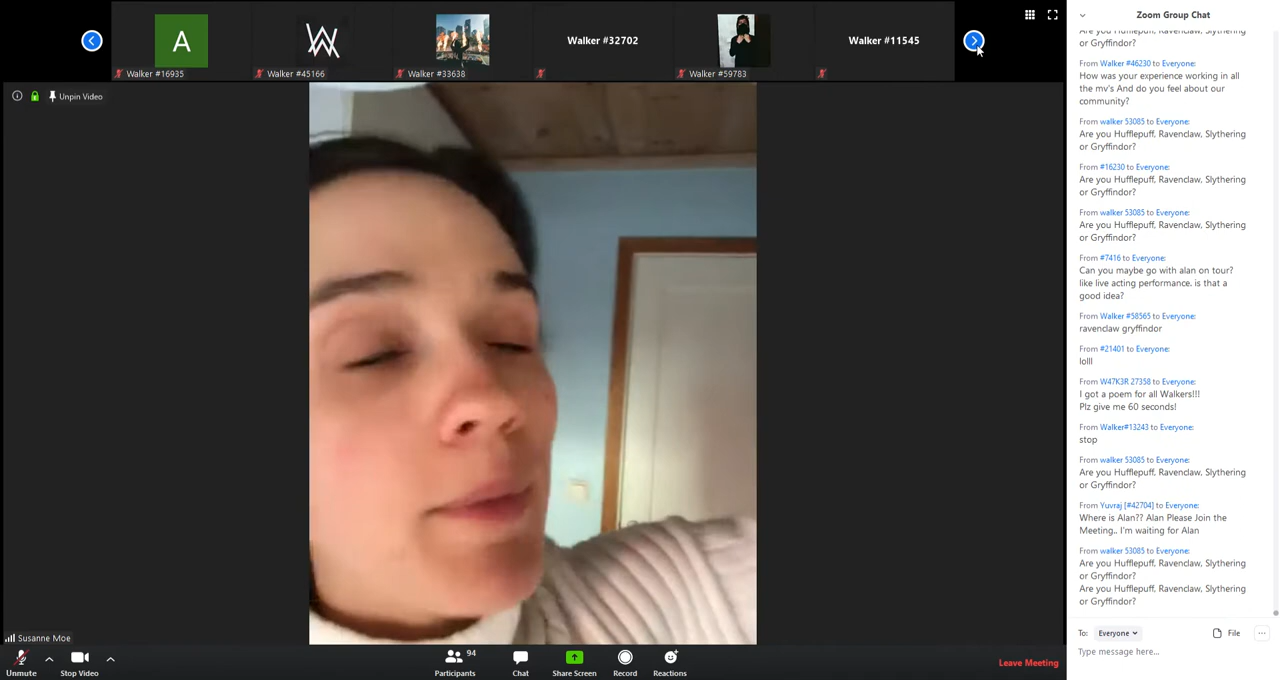 A
Walker #16935
Walker #45166
Walker #33638
Walker #32702
Walker #59783
Walker #11545
Unpin Video
Susanne Moe
Unmute
Stop Video
94
Participants
Chat
Share Screen
Record
Reactions
Leave Meeting
Zoom Group Chat
Are you Hufflepuff, Ravenclaw, Slythering
or Gryffindor?
From Walker #46230 to Everyone:
How was your experience working in all
the mv's And do you feel about our
community?
From walker 53085 to Everyone:
Are you Hufflepuff, Ravenclaw, Slythering
or Gryffindor?
From #16230 to Everyone:
Are you Hufflepuff, Ravenclaw, Slythering
or Gryffindor?
From walker 53085 to Everyone:
Are you Hufflepuff, Ravenclaw, Slythering
or Gryffindor?
From #7416 to Everyone:
Can you maybe go with alan on tour?
like live acting performance. is that a
good idea?
From Walker #58565 to Everyone:
ravenclaw gryffindor
From #21401 to Everyone:
lolll
From W47K3R 27358 to Everyone:
I got a poem for all Walkers!!!
Plz give me 60 seconds!
From Walker#13243 to Everyone:
stop
From walker 53085 to Everyone:
Are you Hufflepuff, Ravenclaw, Slythering
or Gryffindor?
From Yuvraj [#42704] to Everyone:
Where is Alan?? Alan Please Join the
Meeting.. I'm waiting for Alan
From walker 53085 to Everyone:
Are you Hufflepuff, Ravenclaw, Slythering
or Gryffindor?
Are you Hufflepuff, Ravenclaw, Slythering
or Gryffindor?
To: Everyone
File
Type message here...